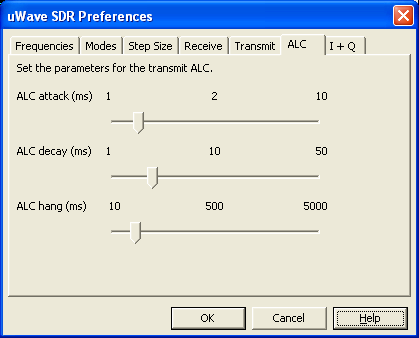 uWave SDR Preferences
Frequencies Modes Step Size Receive Transmit ALC I + Q
Set the parameters for the transmit ALC.
ALC attack (ms) 1 2 10
ALC decay (ms) 1 10 50
ALC hang (ms) 10 500 5000
OK Cancel Help